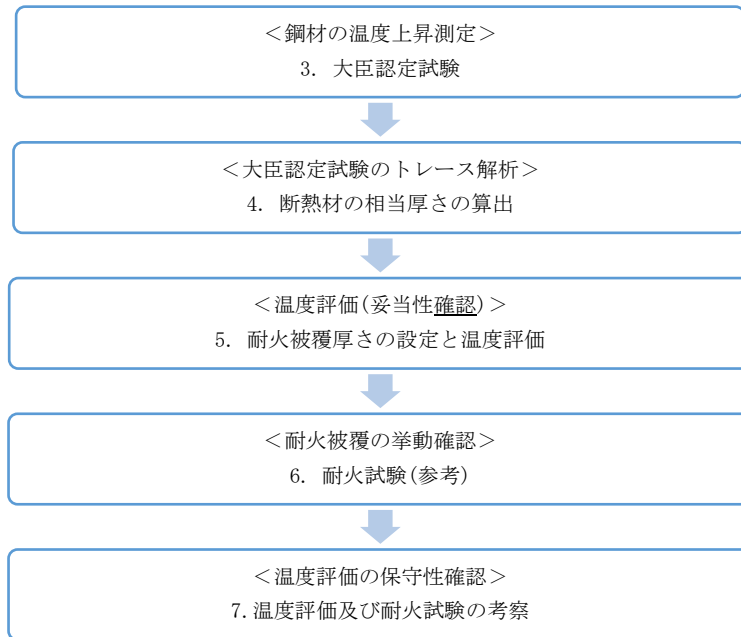 ＜鋼材の温度上昇測定＞
3. 大臣認定試験
＜大臣認定試験のトレース解析＞
4. 断熱材の相当厚さの算出
＜温度評価(妥当性確認)＞
5. 耐火被覆厚さの設定と温度評価
＜耐火被覆の挙動確認＞
6. 耐火試験(参考)
＜温度評価の保守性確認＞
7.温度評価及び耐火試験の考察